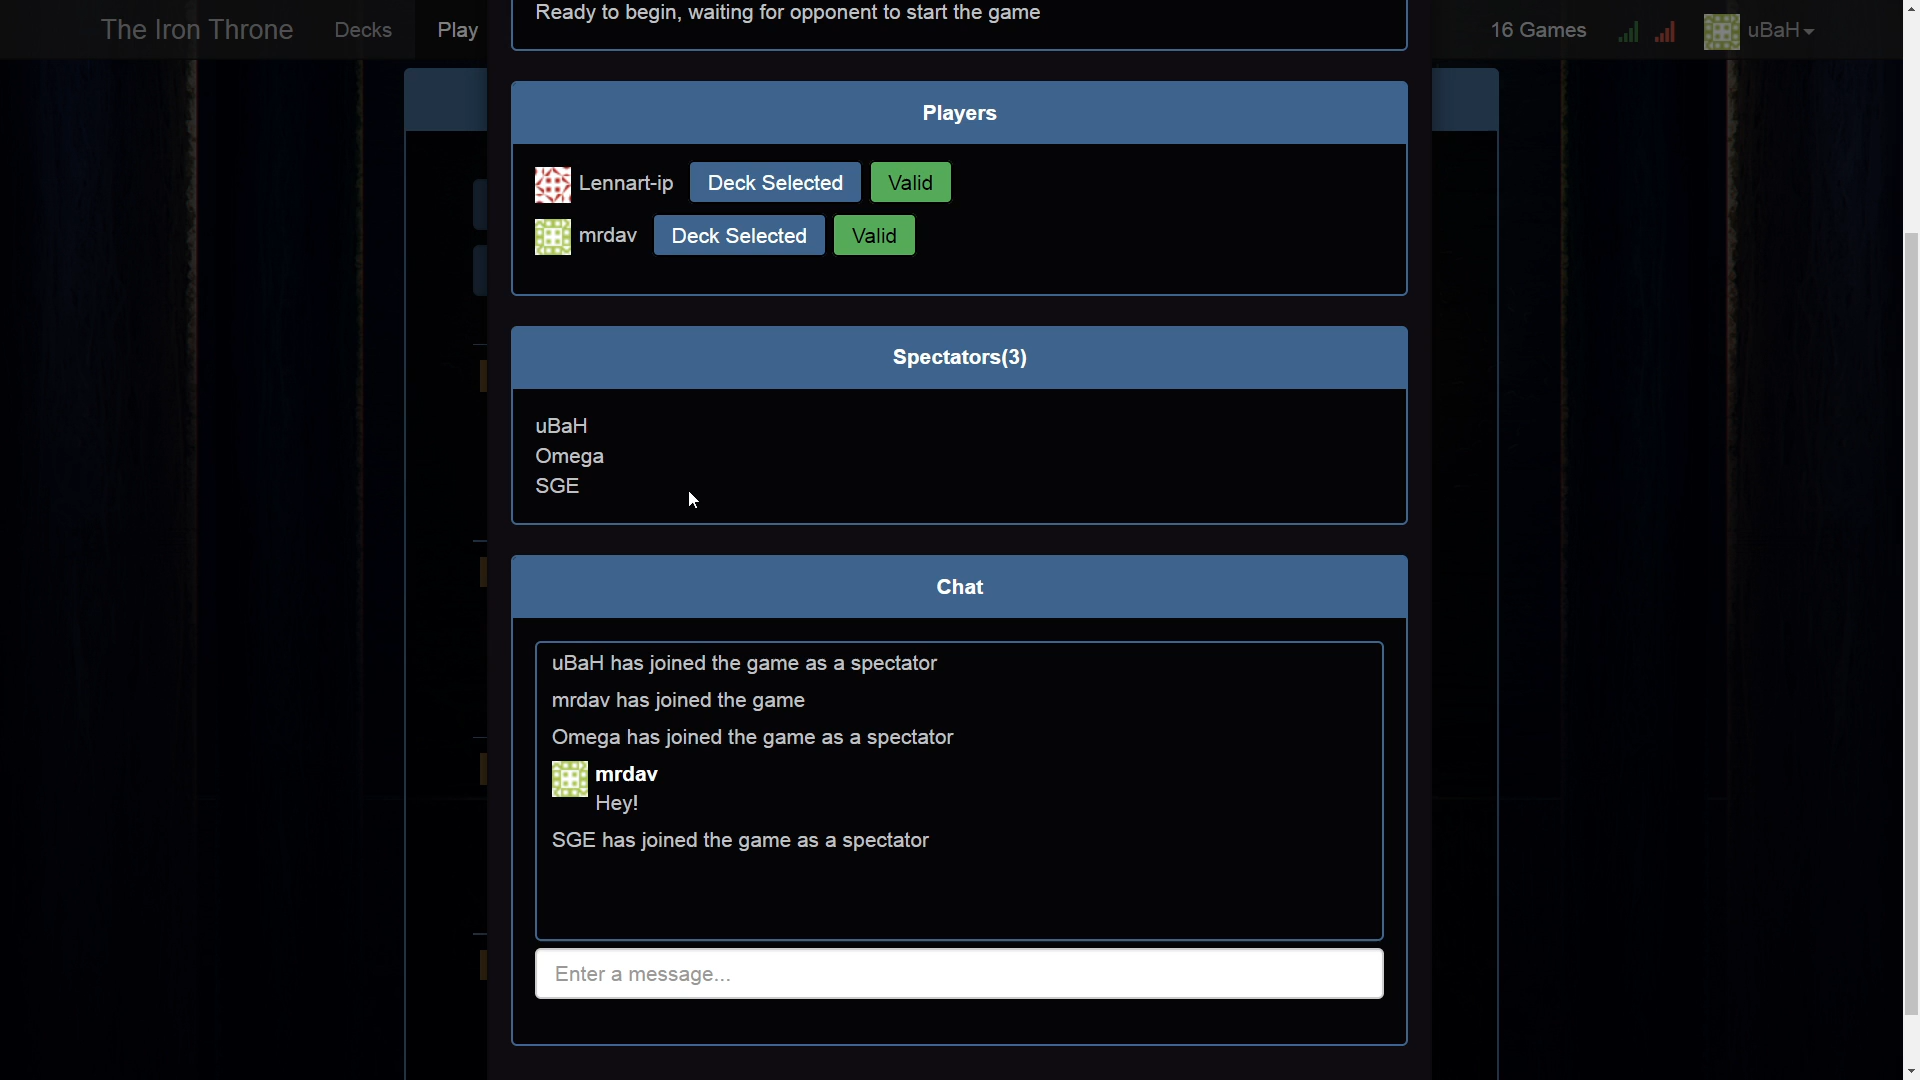 The Iron Throne Decks Play 16 Games uBaH
Ready to begin, waiting for opponent to start the game
Players
Lennart-ip Deck Selected Valid
mrdav Deck Selected Valid
Spectators(3)
uBaH
Omega
SGE
Chat
uBaH has joined the game as a spectator
mrdav has joined the game
Omega has joined the game as a spectator
mrdav
Hey!
SGE has joined the game as a spectator
Enter a message...